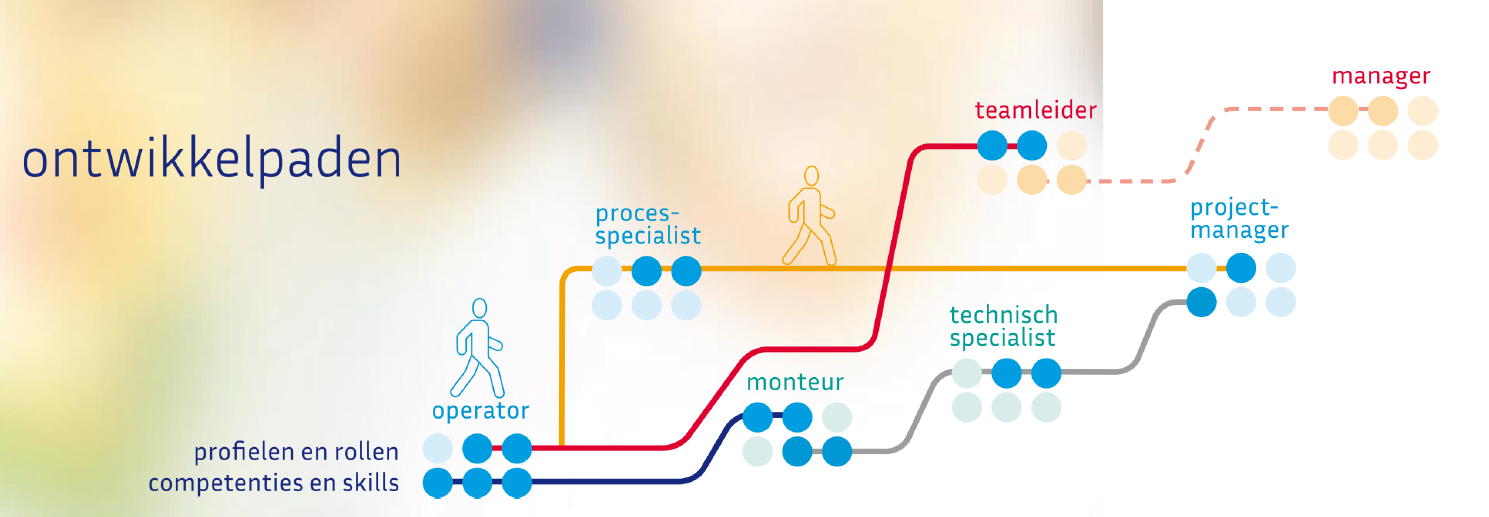 ontwikkelpaden
manager
teamleider
project-
manager
proces-
specialist
technisch
specialist
monteur
operator
profielen en rollen
competenties en skills